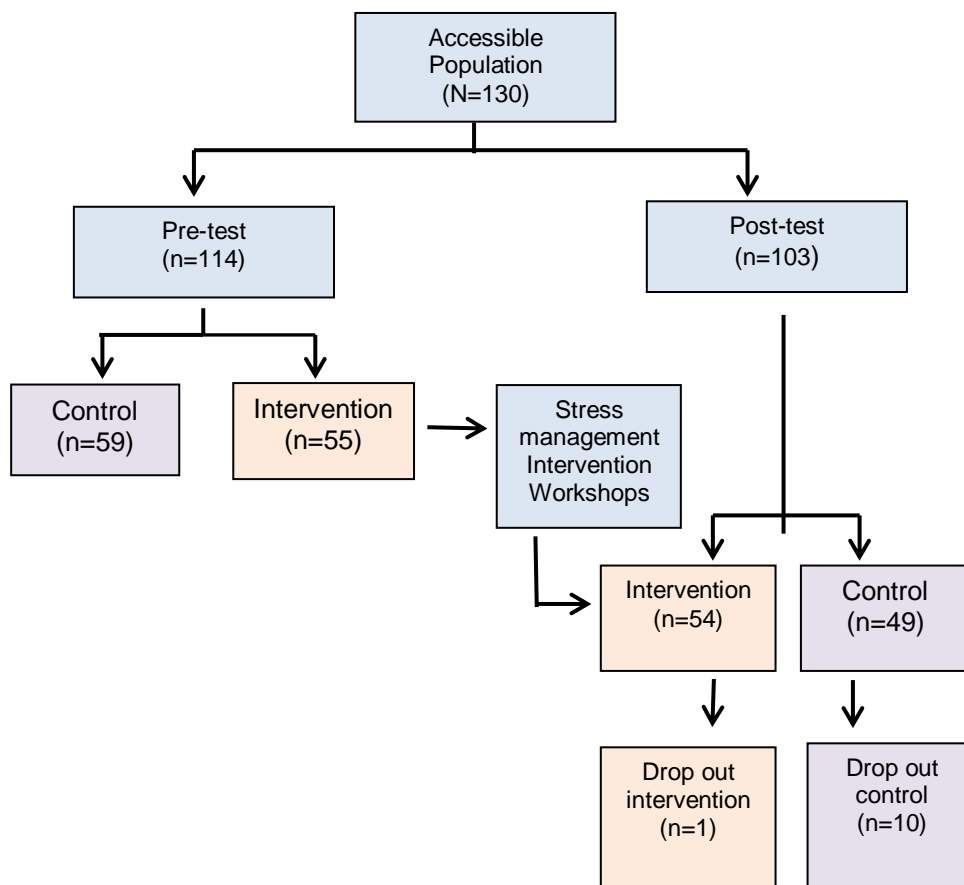 Accessible
Population
(N=130)
Pre-test
(n=114)
Post-test
(n=103)
Control
(n=59)
Intervention
(n=55)
Stress
management
Intervention
Workshops
Intervention
(n=54)
Control
(n=49)
Drop out
intervention
(n=1)
Drop out
control
(n=10)